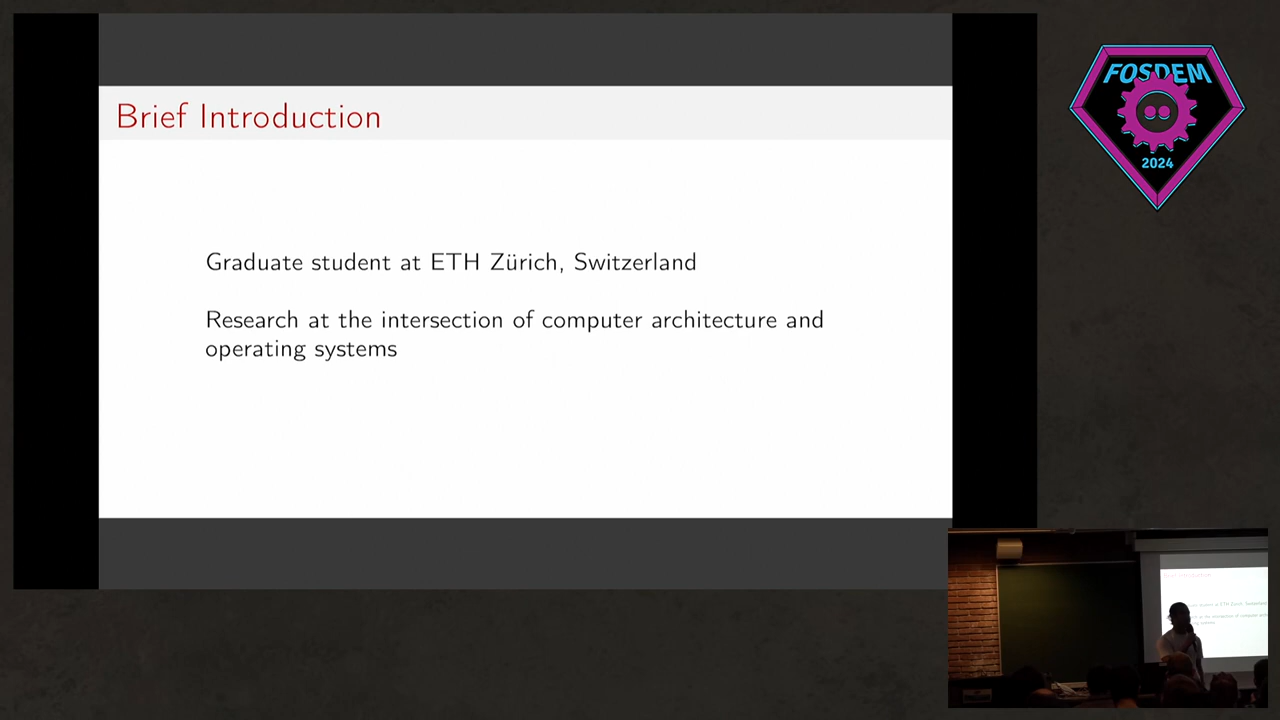 Brief Introduction
Graduate student at ETH Zürich, Switzerland
Research at the intersection of computer architecture and
operating systems
FOSDEM
2024